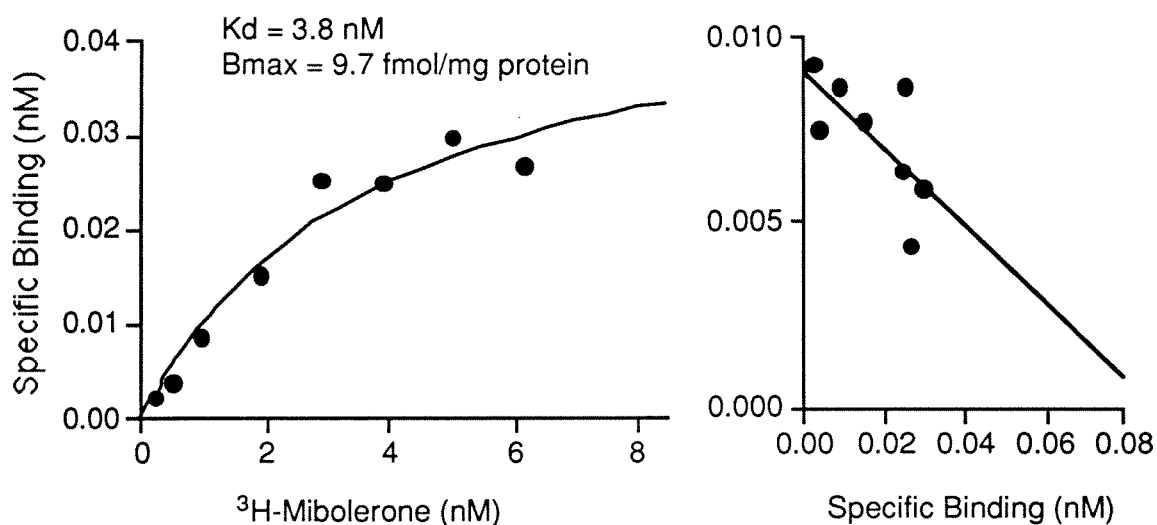 Kd = 3.8 nM
Bmax = 9.7 fmol/mg protein
Specific Binding (nM)
0.04
0.03
0.02
0.01
0.00
0 2 4 6 8
³H-Mibolerone (nM)
0.010
0.005
0.000
0.00 0.02 0.04 0.06 0.08
Specific Binding (nM)